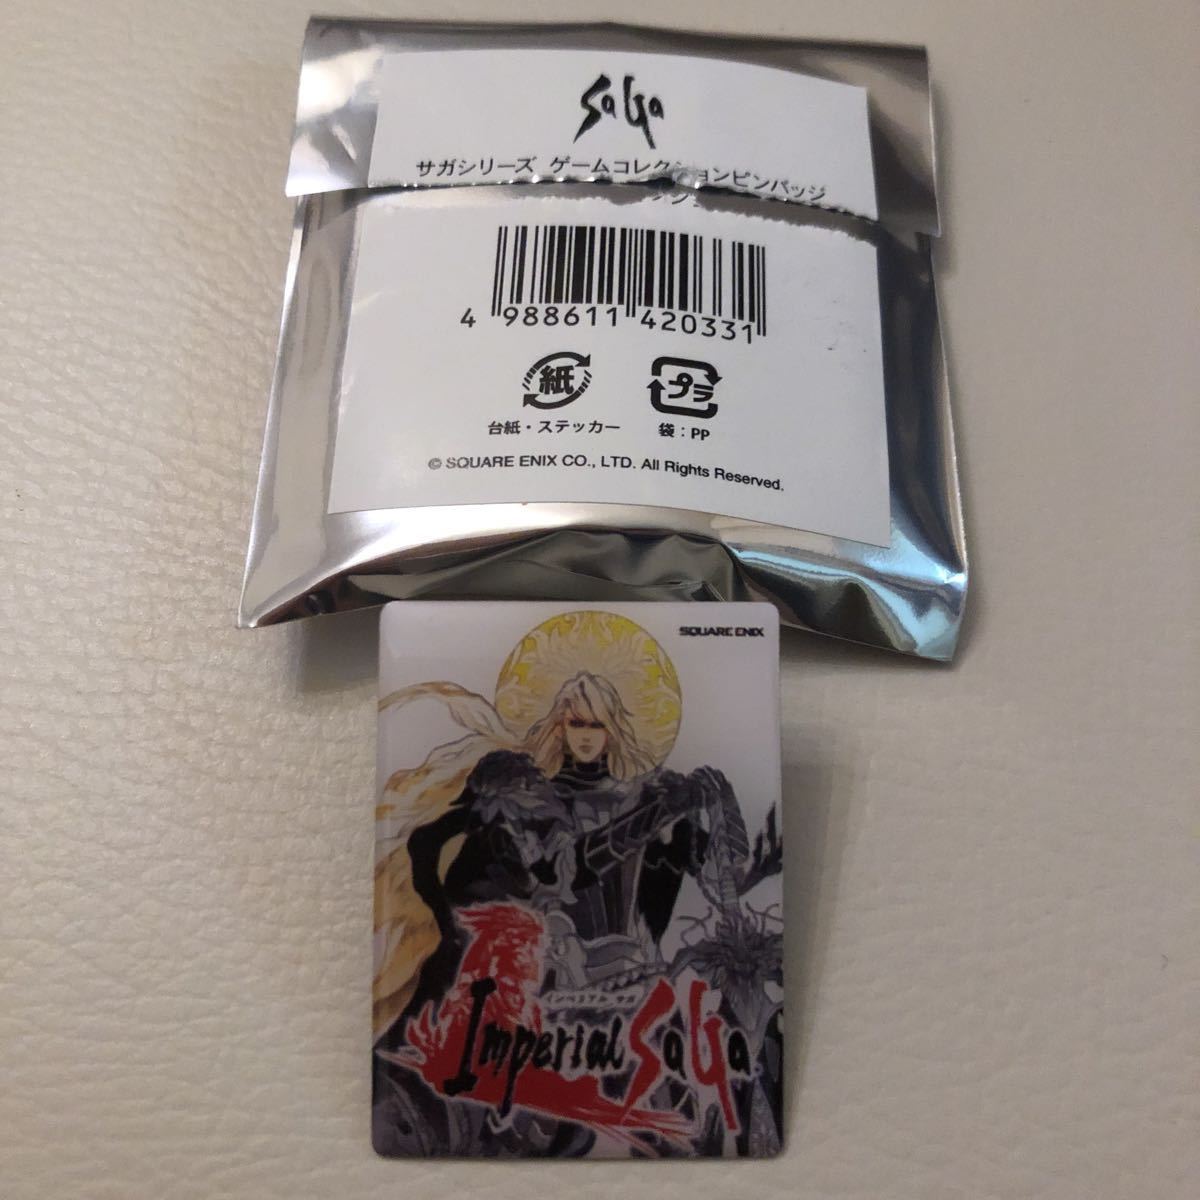 SaGa
サガシリーズ ゲームコレクションピンバッジ
4 988611 420331
紙
プラ
台紙・ステッカー
袋：PP
© SQUARE ENIX CO., LTD. All Rights Reserved.
SQUARE ENIX
インペリアル サガ
Imperial SaGa